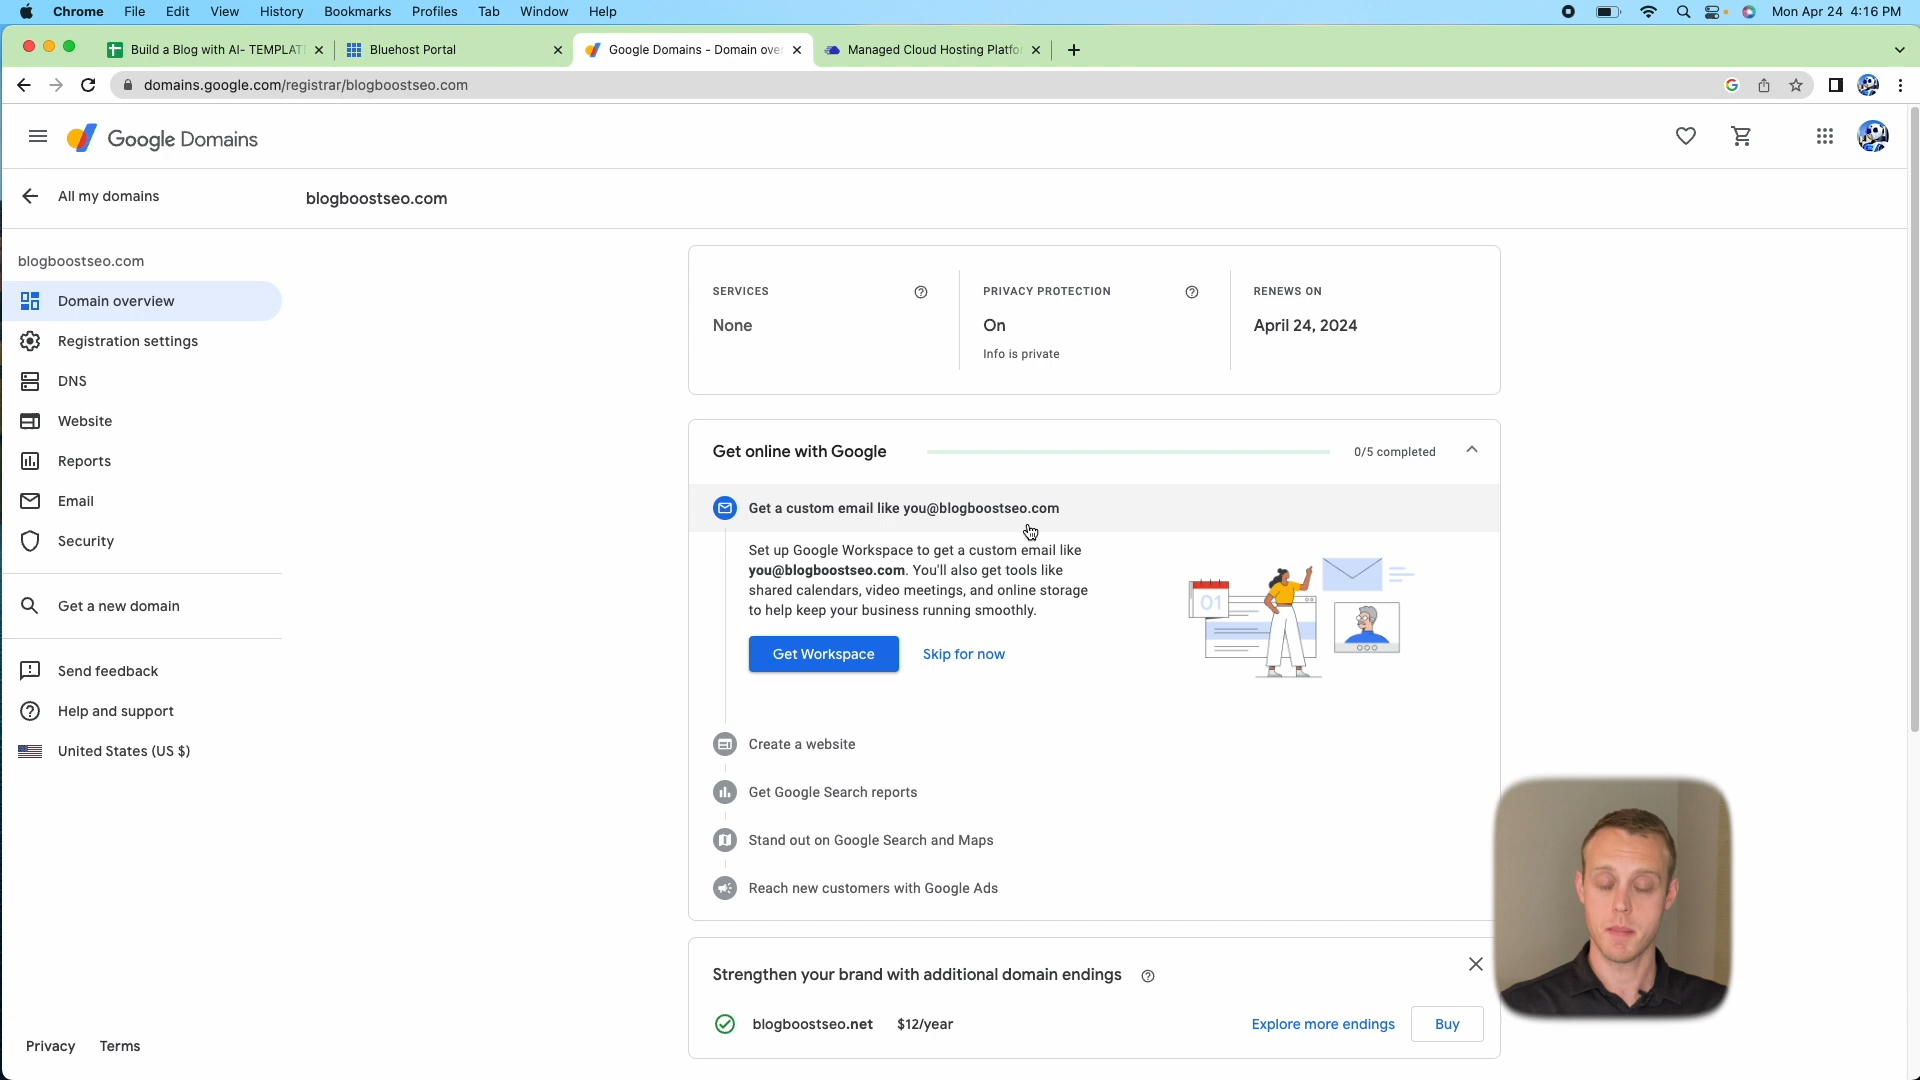 Chrome File Edit View History Bookmarks Profiles Tab Window Help Mon Apr 24 4:16 PM
Build a Blog with AI- TEMPLAT Bluehost Portal Google Domains - Domain over Managed Cloud Hosting Platfo
domains.google.com/registrar/blogboostseo.com
Google Domains
All my domains blogboostseo.com
blogboostseo.com
Domain overview
Registration settings
DNS
Website
Reports
Email
Security
Get a new domain
Send feedback
Help and support
United States (US $)
Privacy Terms
SERVICES
None
PRIVACY PROTECTION
On
Info is private
RENEWS ON
April 24, 2024
Get online with Google 0/5 completed
Get a custom email like you@blogboostseo.com
Set up Google Workspace to get a custom email like
you@blogboostseo.com. You'll also get tools like
shared calendars, video meetings, and online storage
to help keep your business running smoothly.
Get Workspace Skip for now
01
Create a website
Get Google Search reports
Stand out on Google Search and Maps
Reach new customers with Google Ads
Strengthen your brand with additional domain endings
blogboostseo.net $12/year Explore more endings Buy